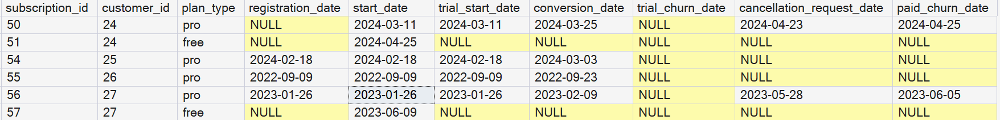 subscription_id customer_id plan_type registration_date start_date trial_start_date conversion_date trial_churn_date cancellation_request_date paid_churn_date
50 24 pro NULL 2024-03-11 2024-03-11 2024-03-25 NULL 2024-04-23 2024-04-25
51 24 free NULL 2024-04-25 NULL NULL NULL NULL NULL
54 25 pro 2024-02-18 2024-02-18 2024-02-18 2024-03-03 NULL NULL NULL
55 26 pro 2022-09-09 2022-09-09 2022-09-09 2022-09-23 NULL NULL NULL
56 27 pro 2023-01-26 2023-01-26 2023-01-26 2023-02-09 NULL 2023-05-28 2023-06-05
57 27 free NULL 2023-06-09 NULL NULL NULL NULL NULL